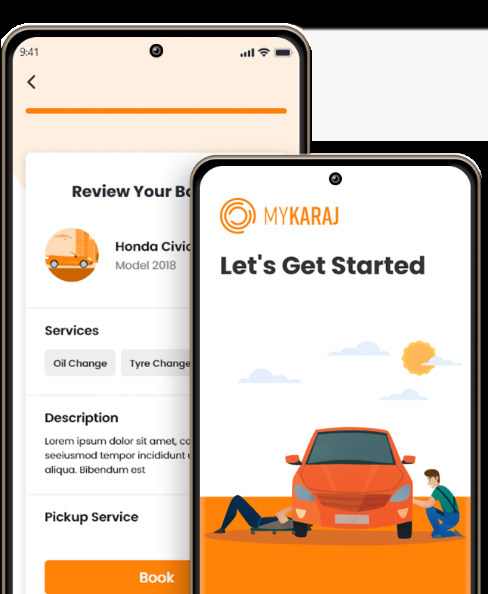 9:41
Review Your Bo
Honda Civic
Model 2018
Services
Oil Change
Tyre Change
Description
Lorem ipsum dolor sit amet, co
seeiusmod tempor incididunt u
aliqua. Bibendum est
Pickup Service
Book
MYKARAJ
Let's Get Started